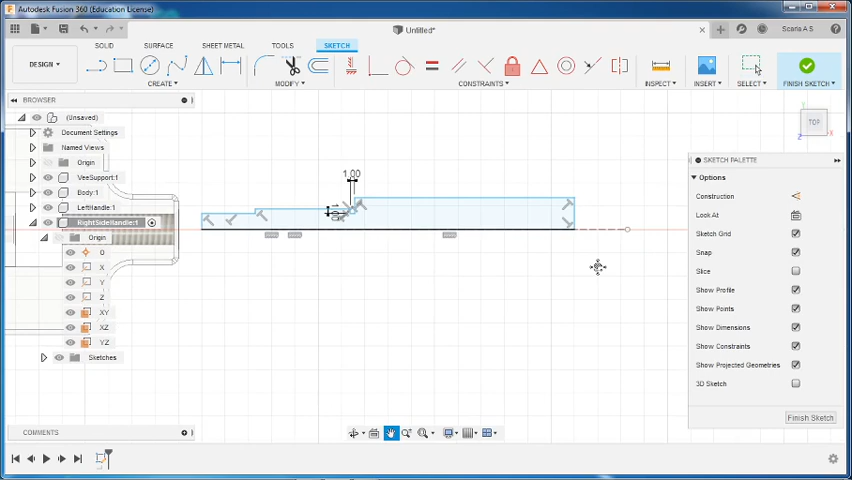 Autodesk Fusion 360 (Education License)
Untitled*
Scaria A S
SOLID SURFACE SHEET METAL TOOLS SKETCH
DESIGN
CREATE MODIFY CONSTRAINTS INSPECT INSERT SELECT FINISH SKETCH
BROWSER
(Unsaved)
Document Settings
Named Views
Origin
VeeSupport:1
Body:1
LeftHandle:1
RightSideHandle:1
Origin
O
X
Y
Z
XY
XZ
YZ
Sketches
1.00
TOP
Y
X
Z
SKETCH PALETTE
Options
Construction
Look At
Sketch Grid
Snap
Slice
Show Profile
Show Points
Show Dimensions
Show Constraints
Show Projected Geometries
3D Sketch
Finish Sketch
COMMENTS